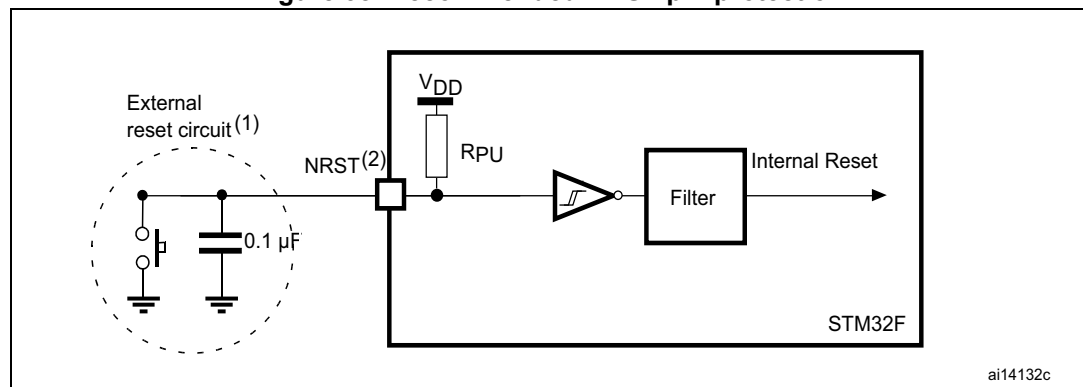 External
reset circuit(1)
VDD
RPU
NRST(2)
Internal Reset
Filter
0.1 μF
STM32F
ai14132c